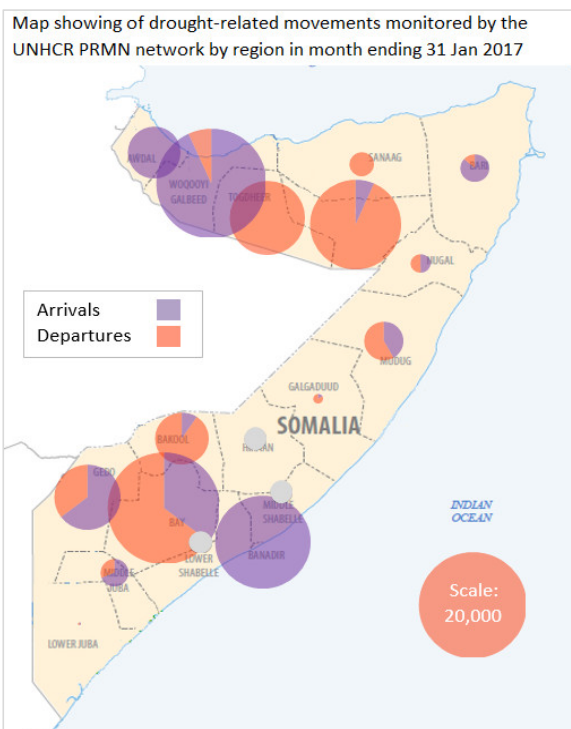 Map showing of drought-related movements monitored by the
UNHCR PRMN network by region in month ending 31 Jan 2017
AWDAL
SANAAG
BARI
WOQOOYI
GALBEED
TOGDHEER
NUGAL
Arrivals
Departures
MUDUG
GALGADUUD
SOMALIA
BAKOOL
HIRAAN
GEDO
MIDDLE
SHABELLE
INDIAN
OCEAN
BAY
BANADIR
LOWER
SHABELLE
MIDDLE
JUBA
Scale:
20,000
LOWER JUBA